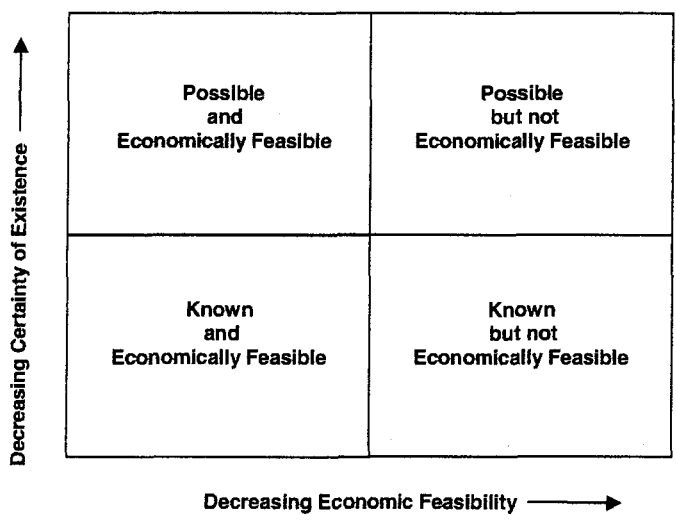 Possible
and
Economically Feasible
Possible
but not
Economically Feasible
Known
and
Economically Feasible
Known
but not
Economically Feasible
Decreasing Certainty of Existence
Decreasing Economic Feasibility